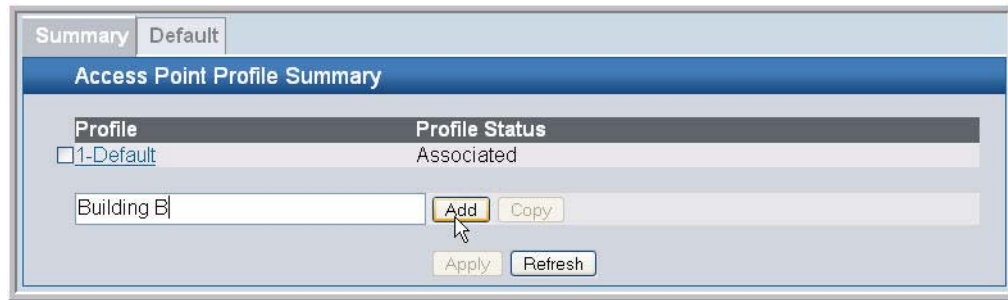 Summary Default
Access Point Profile Summary
Profile Profile Status
1-Default Associated
Building B Add Copy
Apply Refresh